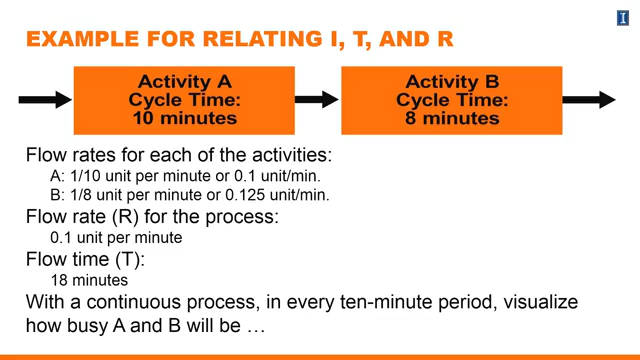 I
EXAMPLE FOR RELATING I, T, AND R
Activity A
Cycle Time:
10 minutes
Activity B
Cycle Time:
8 minutes
Flow rates for each of the activities:
A: 1/10 unit per minute or 0.1 unit/min.
B: 1/8 unit per minute or 0.125 unit/min.
Flow rate (R) for the process:
0.1 unit per minute
Flow time (T):
18 minutes
With a continuous process, in every ten-minute period, visualize
how busy A and B will be …